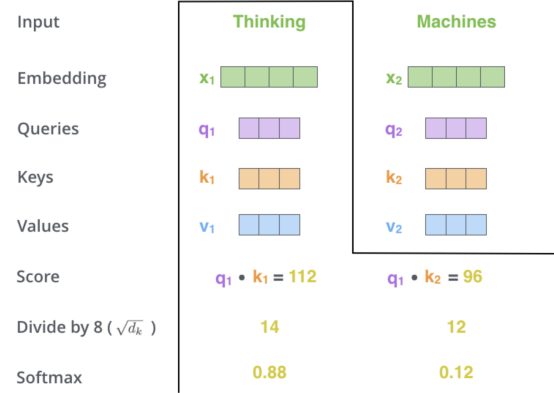 Input Thinking Machines
Embedding x₁ x₂
Queries q₁ q₂
Keys k₁ k₂
Values v₁ v₂
Score q₁ • k₁ = 112 q₁ • k₂ = 96
Divide by 8 ( √dₖ ) 14 12
Softmax 0.88 0.12